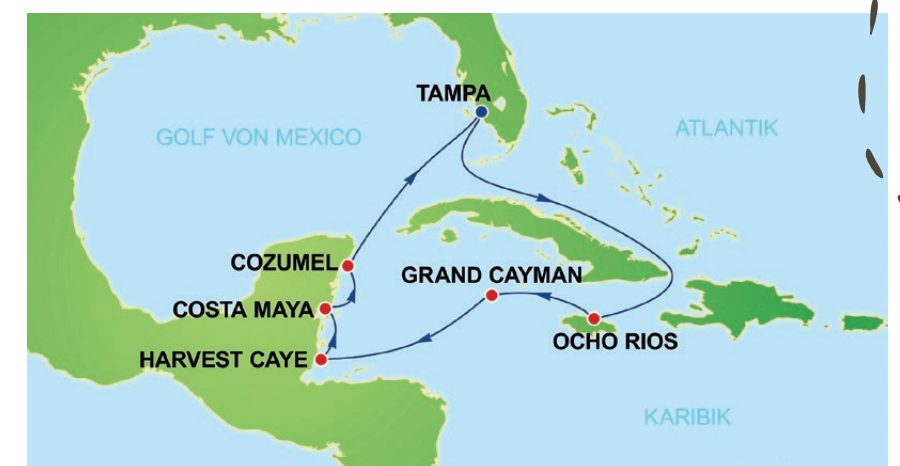 TAMPA
GOLF VON MEXICO
ATLANTIK
COZUMEL
GRAND CAYMAN
COSTA MAYA
OCHO RIOS
HARVEST CAYE
KARIBIK